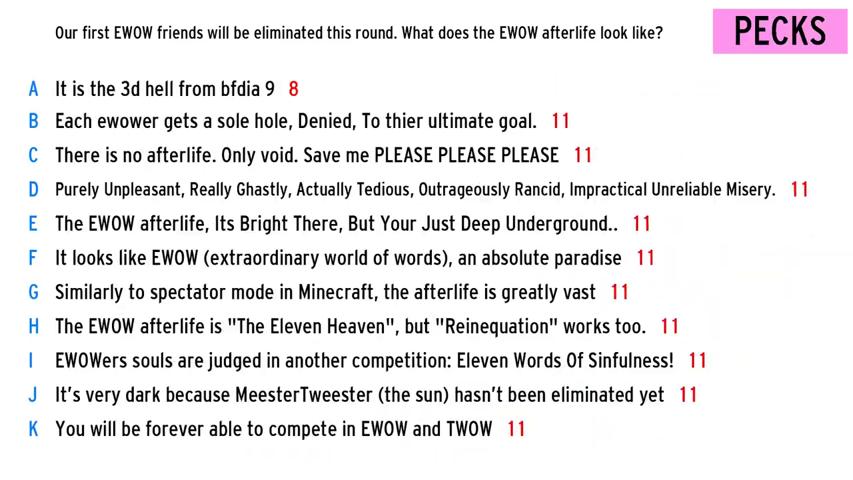 Our first EWOW friends will be eliminated this round. What does the EWOW afterlife look like?
PECKS
A It is the 3d hell from bfdia 9 8
B Each ewower gets a sole hole, Denied, To thier ultimate goal. 11
C There is no afterlife. Only void. Save me PLEASE PLEASE PLEASE 11
D Purely Unpleasant, Really Ghastly, Actually Tedious, Outrageously Rancid, Impractical Unreliable Misery. 11
E The EWOW afterlife, Its Bright There, But Your Just Deep Underground.. 11
F It looks like EWOW (extraordinary world of words), an absolute paradise 11
G Similarly to spectator mode in Minecraft, the afterlife is greatly vast 11
H The EWOW afterlife is "The Eleven Heaven", but "Reinequation" works too. 11
I EWOWers souls are judged in another competition: Eleven Words Of Sinfulness! 11
J It's very dark because MeesterTweester (the sun) hasn't been eliminated yet 11
K You will be forever able to compete in EWOW and TWOW 11